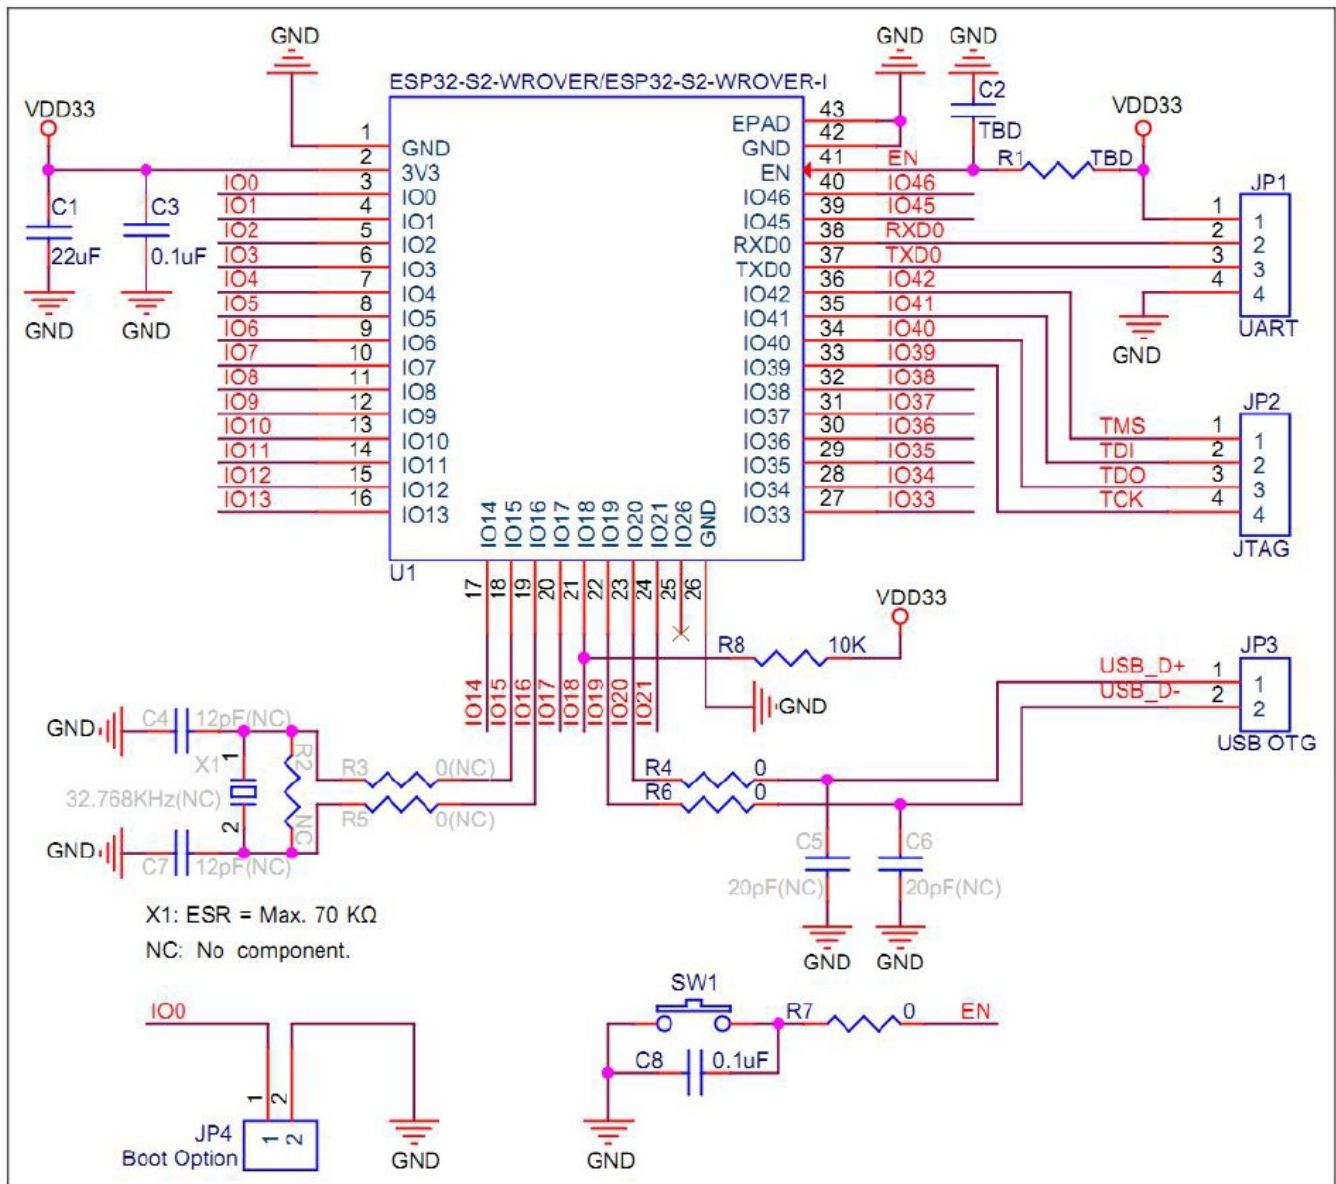 GND
GND
GND
ESP32-S2-WROVER/ESP32-S2-WROVER-I
VDD33
C2
TBD
VDD33
1 GND
2 3V3
IO0 3 IO0
IO1 4 IO1
IO2 5 IO2
IO3 6 IO3
IO4 7 IO4
IO5 8 IO5
IO6 9 IO6
IO7 10 IO7
IO8 11 IO8
IO9 12 IO9
IO10 13 IO10
IO11 14 IO11
IO12 15 IO12
IO13 16 IO13
EPAD 43
GND 42
EN 41 EN
IO46 40 IO46
IO45 39 IO45
RXD0 38 RXD0
TXD0 37 TXD0
IO42 36 IO42
IO41 35 IO41
IO40 34 IO40
IO39 33 IO39
IO38 32 IO38
IO37 31 IO37
IO36 30 IO36
IO35 29 IO35
IO34 28 IO34
IO33 27 IO33
R1 TBD
C1
22uF
GND
C3
0.1uF
GND
JP1
1 1
2 2
3 3
4 4
UART
GND
JP2
TMS 1 1
TDI 2 2
TDO 3 3
TCK 4 4
JTAG
IO14 IO15 IO16 IO17 IO18 IO19 IO20 IO21 IO26 GND
U1
17 18 19 20 21 22 23 24 25 26
IO14 IO15 IO16 IO17 IO18 IO19 IO20 IO21
VDD33
R8 10K
GND
JP3
USB_D+ 1 1
USB_D- 2 2
USB OTG
GND C4 12pF(NC)
X1 1
32.768KHz(NC)
2
R2 NC
R3 0(NC)
R5 0(NC)
GND C7 12pF(NC)
R4 0
R6 0
C5
20pF(NC)
GND
C6
20pF(NC)
GND
X1: ESR = Max. 70 KΩ
NC: No component.
IO0
1 2
JP4 1 2
Boot Option
GND
SW1
R7 0 EN
C8 0.1uF
GND